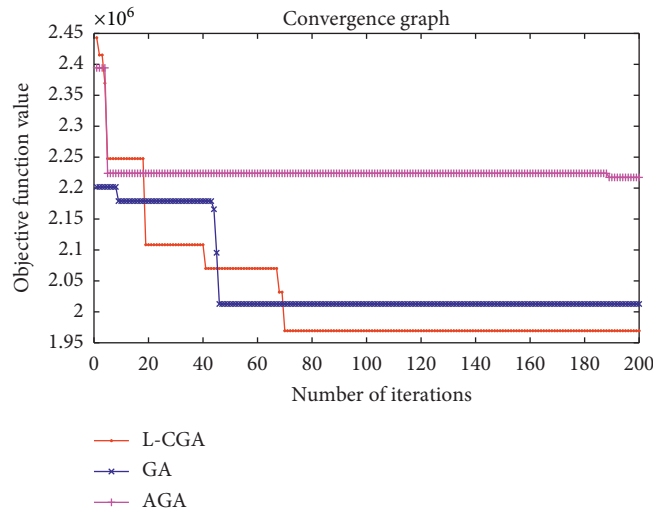 Convergence graph
×10⁶
2.45
2.4
2.35
2.3
2.25
2.2
2.15
2.1
2.05
2
1.95
Objective function value
0 20 40 60 80 100 120 140 160 180 200
Number of iterations
L-CGA
GA
AGA